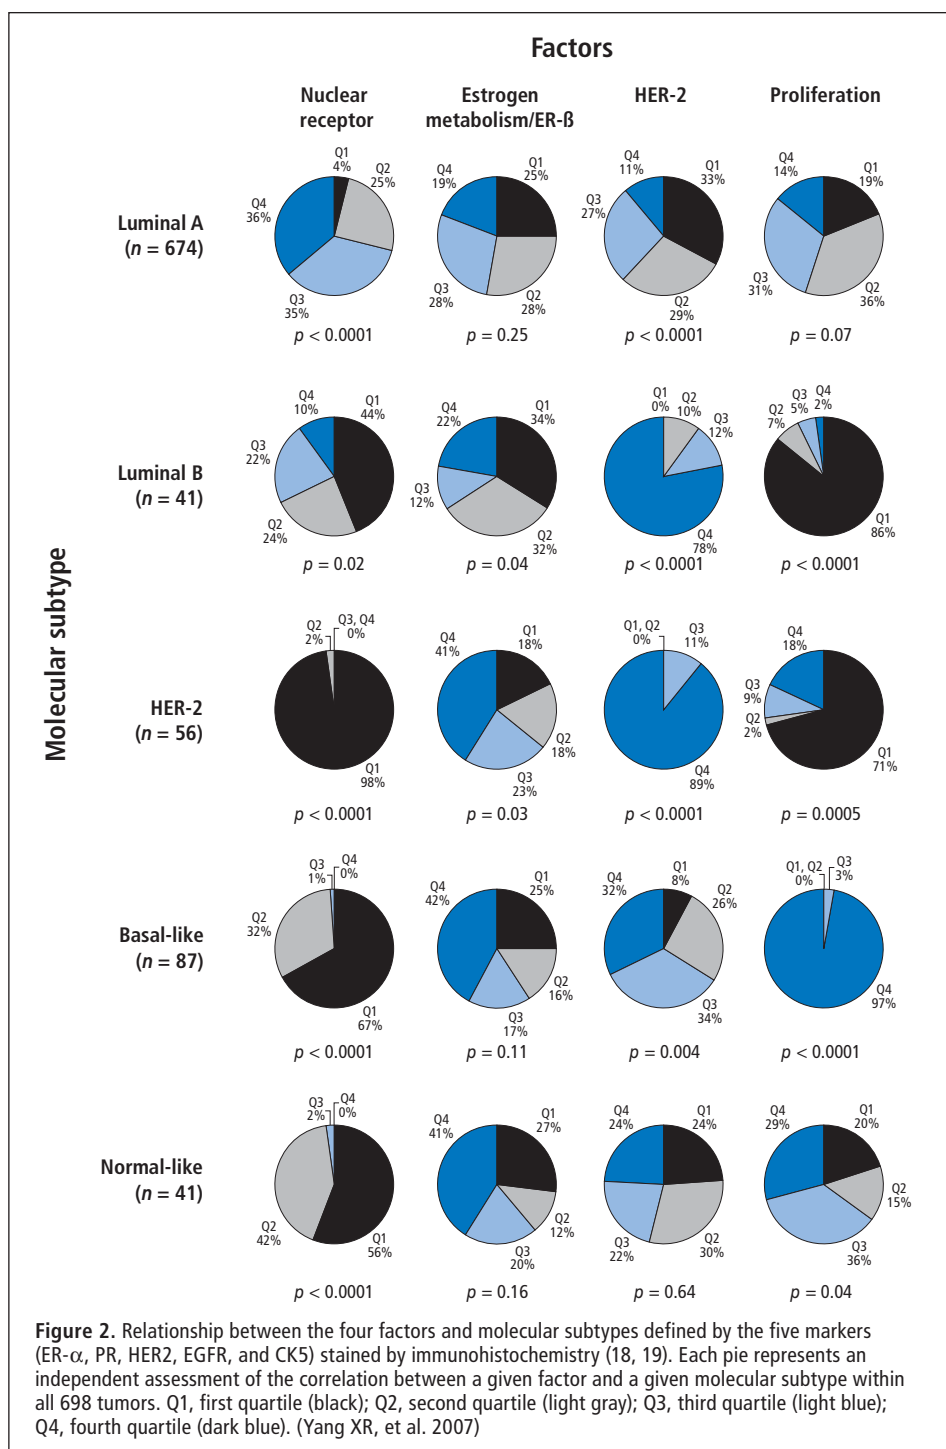 Factors
Nuclear
receptor
Estrogen
metabolism/ER-ß
HER-2
Proliferation
Molecular subtype
Luminal A
(n = 674)
Q1
4%
Q2
25%
Q3
35%
Q4
36%
p < 0.0001
Q1
25%
Q2
28%
Q3
28%
Q4
19%
p = 0.25
Q1
33%
Q2
29%
Q3
27%
Q4
11%
p < 0.0001
Q1
19%
Q2
36%
Q3
31%
Q4
14%
p = 0.07
Luminal B
(n = 41)
Q1
44%
Q2
24%
Q3
22%
Q4
10%
p = 0.02
Q1
34%
Q2
32%
Q3
12%
Q4
22%
p = 0.04
Q1
0%
Q2
10%
Q3
12%
Q4
78%
p < 0.0001
Q1
86%
Q2
7%
Q3
5%
Q4
2%
p < 0.0001
HER-2
(n = 56)
Q1
98%
Q2
2%
Q3, Q4
0%
p < 0.0001
Q1
18%
Q2
18%
Q3
23%
Q4
41%
p = 0.03
Q1, Q2
0%
Q3
11%
Q4
89%
p < 0.0001
Q1
71%
Q2
2%
Q3
9%
Q4
18%
p = 0.0005
Basal-like
(n = 87)
Q1
67%
Q2
32%
Q3
1%
Q4
0%
p < 0.0001
Q1
25%
Q2
16%
Q3
17%
Q4
42%
p = 0.11
Q1
8%
Q2
26%
Q3
34%
Q4
32%
p = 0.004
Q1, Q2
0%
Q3
3%
Q4
97%
p < 0.0001
Normal-like
(n = 41)
Q1
56%
Q2
42%
Q3
2%
Q4
0%
p < 0.0001
Q1
27%
Q2
12%
Q3
20%
Q4
41%
p = 0.16
Q1
24%
Q2
30%
Q3
22%
Q4
24%
p = 0.64
Q1
20%
Q2
15%
Q3
36%
Q4
29%
p = 0.04
Figure 2. Relationship between the four factors and molecular subtypes defined by the five markers
(ER-α, PR, HER2, EGFR, and CK5) stained by immunohistochemistry (18, 19). Each pie represents an
independent assessment of the correlation between a given factor and a given molecular subtype within
all 698 tumors. Q1, first quartile (black); Q2, second quartile (light gray); Q3, third quartile (light blue);
Q4, fourth quartile (dark blue). (Yang XR, et al. 2007)